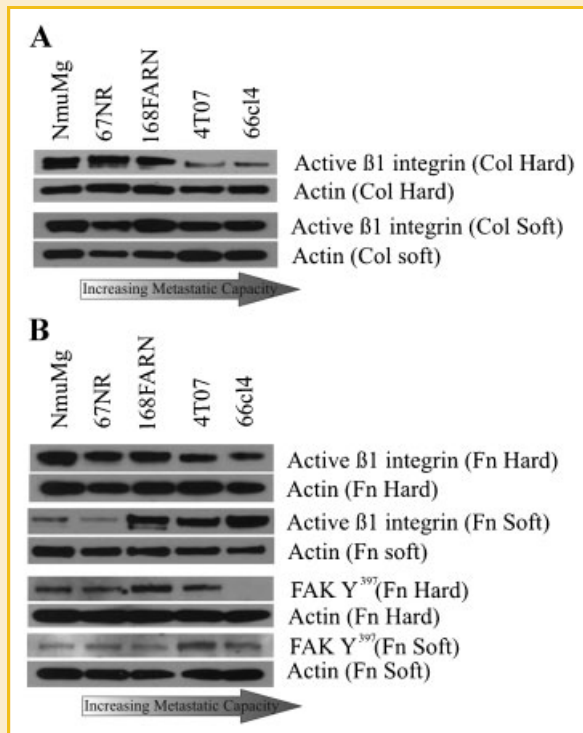 A
NmuMg
67NR
168FARN
4T07
66cl4
Active ß1 integrin (Col Hard)
Actin (Col Hard)
Active ß1 integrin (Col Soft)
Actin (Col soft)
Increasing Metastatic Capacity
B
NmuMg
67NR
168FARN
4T07
66cl4
Active ß1 integrin (Fn Hard)
Actin (Fn Hard)
Active ß1 integrin (Fn Soft)
Actin (Fn soft)
FAK Y³⁹⁷(Fn Hard)
Actin (Fn Hard)
FAK Y³⁹⁷(Fn Soft)
Actin (Fn Soft)
Increasing Metastatic Capacity